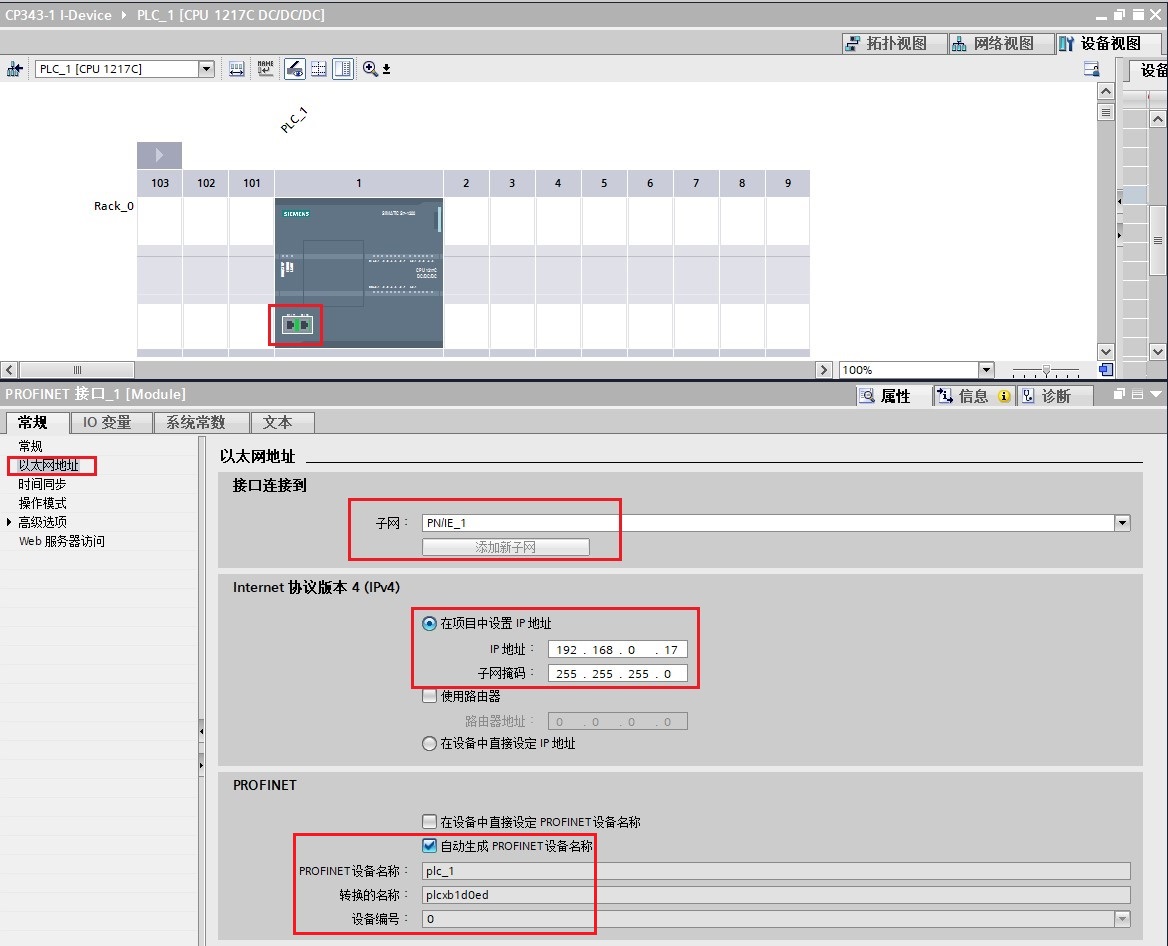 CP343-1 I-Device ▸ PLC_1 [CPU 1217C DC/DC/DC]
拓扑视图 网络视图 设备视图
PLC_1 [CPU 1217C] 设备
PLC_1
103 102 101 1 2 3 4 5 6 7 8 9
Rack_0
SIEMENS
100%
PROFINET 接口_1 [Module] 属性 信息 诊断
常规 IO 变量 系统常数 文本
常规
以太网地址
时间同步
操作模式
高级选项
Web 服务器访问
以太网地址
接口连接到
子网： PN/IE_1
添加新子网
Internet 协议版本 4 (IPv4)
在项目中设置 IP 地址
IP 地址： 192 . 168 . 0 . 17
子网掩码： 255 . 255 . 255 . 0
使用路由器
路由器地址： 0 . 0 . 0 . 0
在设备中直接设定 IP 地址
PROFINET
在设备中直接设定 PROFINET 设备名称
自动生成 PROFINET 设备名称
PROFINET 设备名称： plc_1
转换的名称： plcxb1d0ed
设备编号： 0